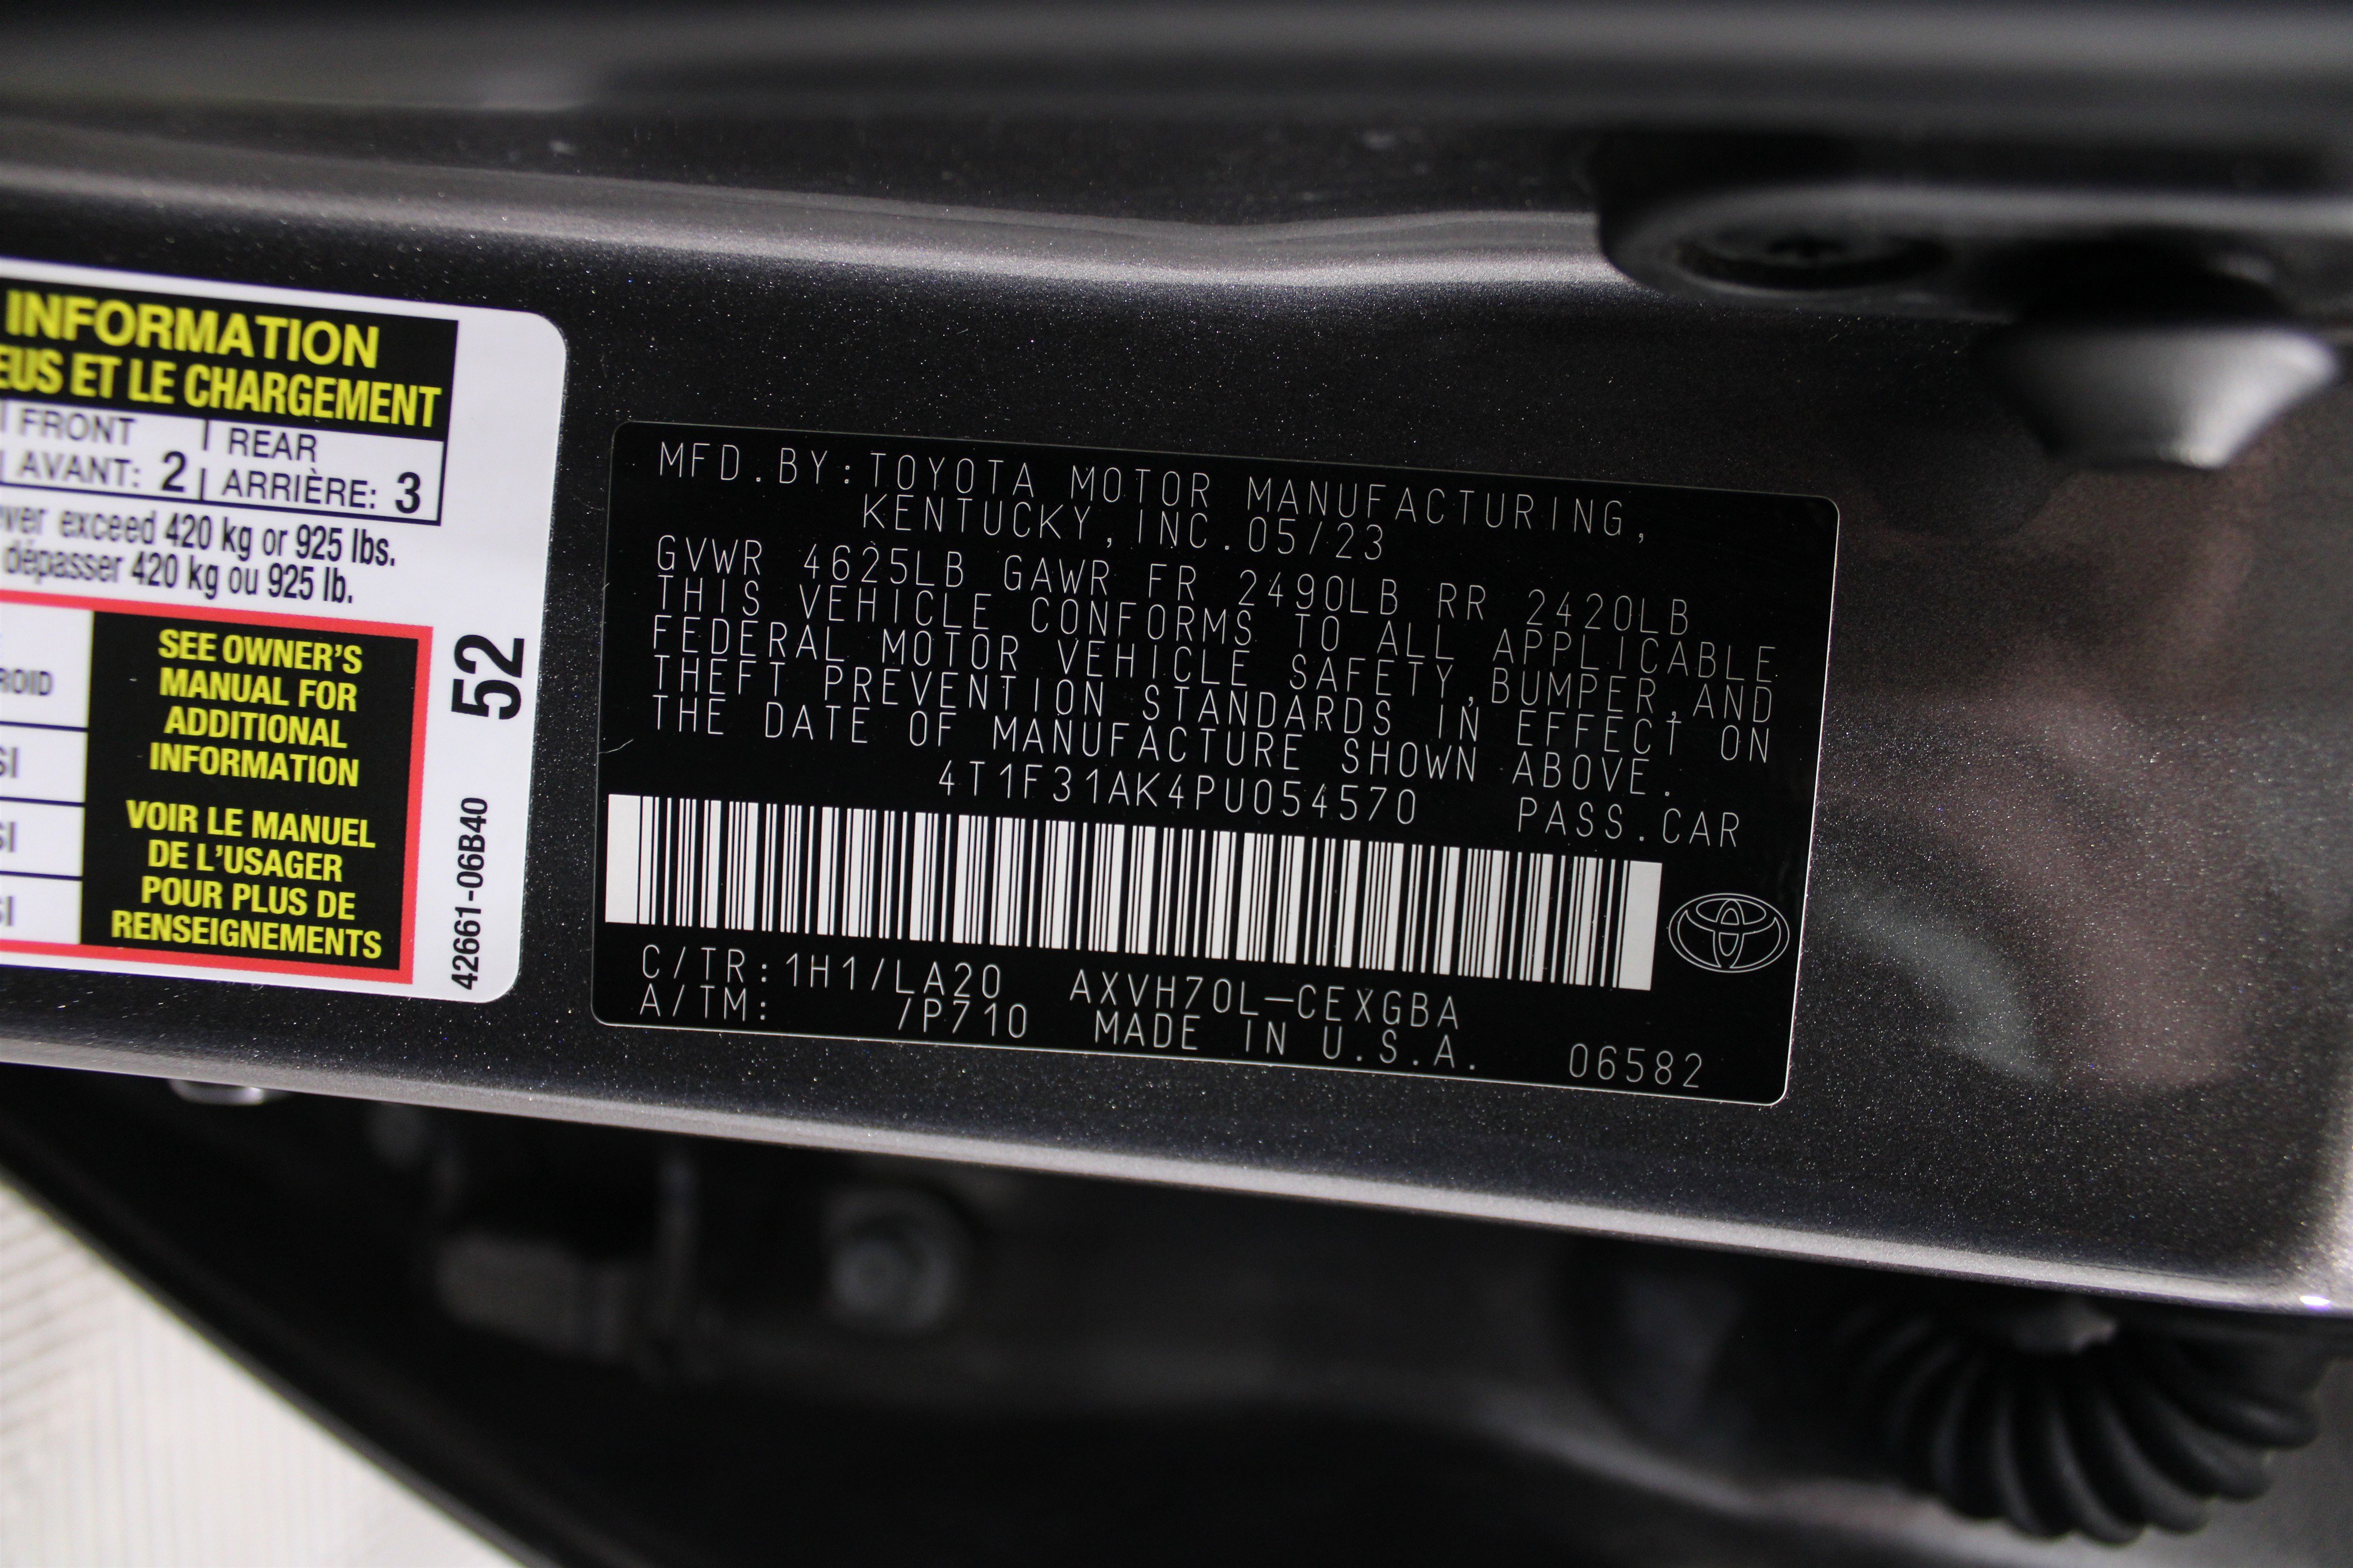 INFORMATION
EUS ET LE CHARGEMENT
FRONT REAR
AVANT: 2 ARRIÈRE: 3
ver exceed 420 kg or 925 lbs.
dépasser 420 kg ou 925 lb.
ROID
SI
SI
SI
SEE OWNER'S
MANUAL FOR
ADDITIONAL
INFORMATION
VOIR LE MANUEL
DE L'USAGER
POUR PLUS DE
RENSEIGNEMENTS
42661-06B40 52
MFD.BY:TOYOTA MOTOR MANUFACTURING,
KENTUCKY,INC.05/23
GVWR 4625LB GAWR FR 2490LB RR 2420LB
THIS VEHICLE CONFORMS TO ALL APPLICABLE
FEDERAL MOTOR VEHICLE SAFETY,BUMPER,AND
THEFT PREVENTION STANDARDS IN EFFECT ON
THE DATE OF MANUFACTURE SHOWN ABOVE.
4T1F31AK4PU054570 PASS.CAR
C/TR:1H1/LA20 AXVH70L-CEXGBA
A/TM: /P710 MADE IN U.S.A. 06582